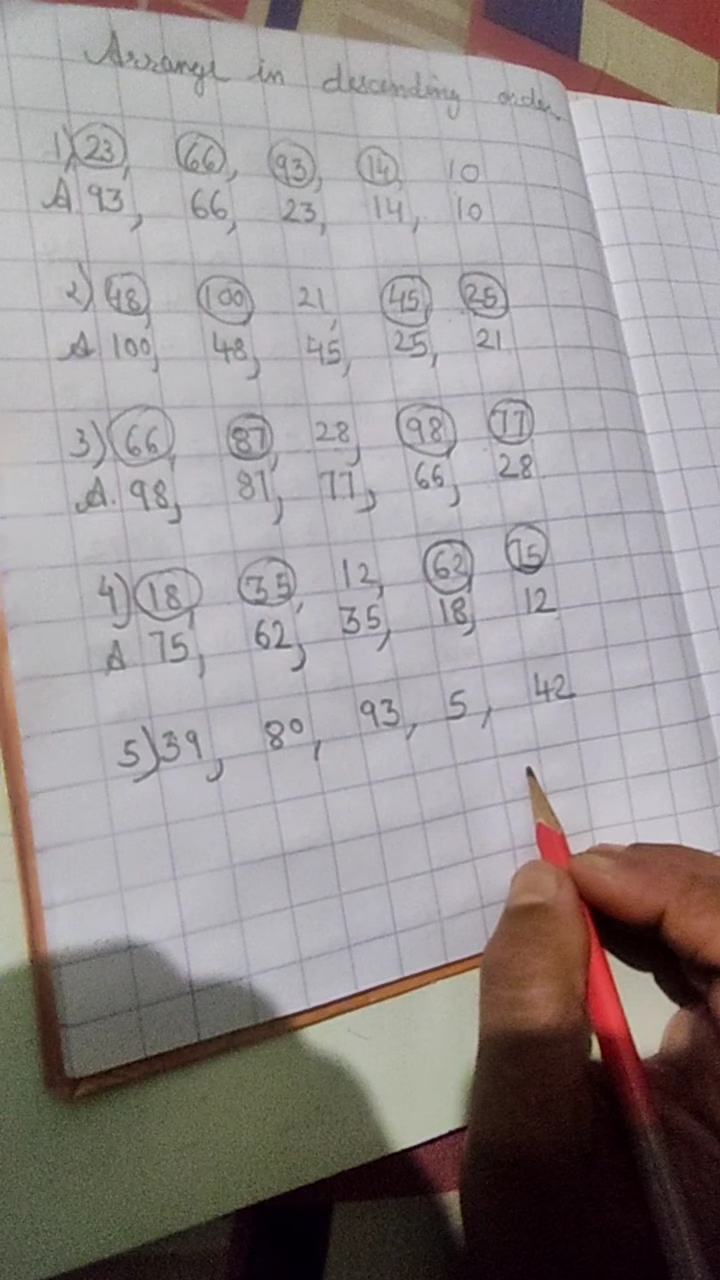 Arrange in descending order.
1) 23, 66, 93, 14, 10
A. 93, 66, 23, 14, 10
2) 48, 100, 21, 45, 25
A. 100, 48, 45, 25, 21
3) 66, 87, 28, 98, 77
A. 98, 87, 77, 66, 28
4) 18, 35, 12, 62, 75
A. 75, 62, 35, 18, 12
5) 39, 80, 93, 5, 42